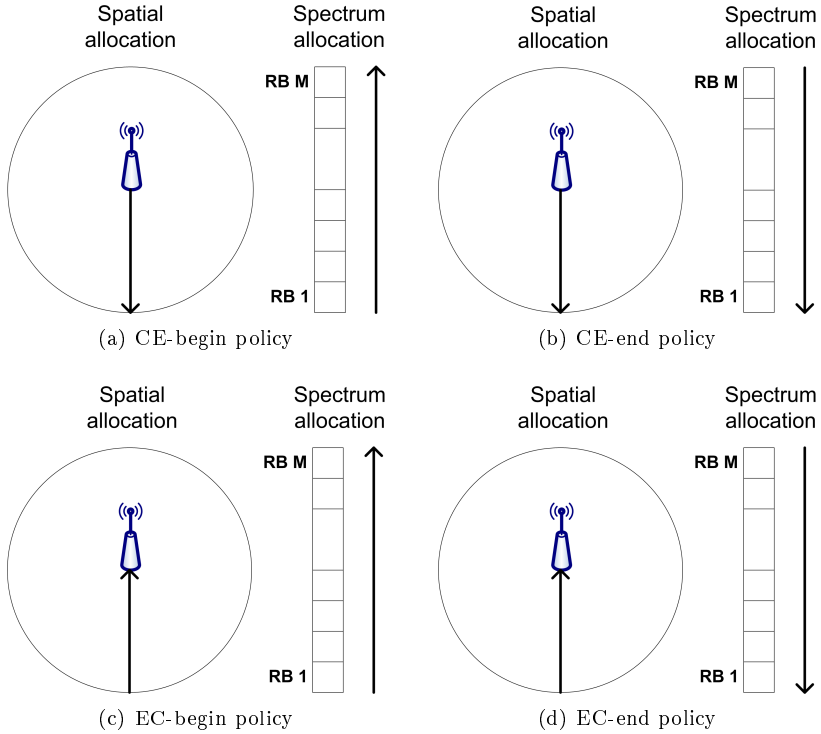 Spatial
allocation
Spectrum
allocation
RB M
RB 1
(a) CE-begin policy
Spatial
allocation
Spectrum
allocation
RB M
RB 1
(b) CE-end policy
Spatial
allocation
Spectrum
allocation
RB M
RB 1
(c) EC-begin policy
Spatial
allocation
Spectrum
allocation
RB M
RB 1
(d) EC-end policy